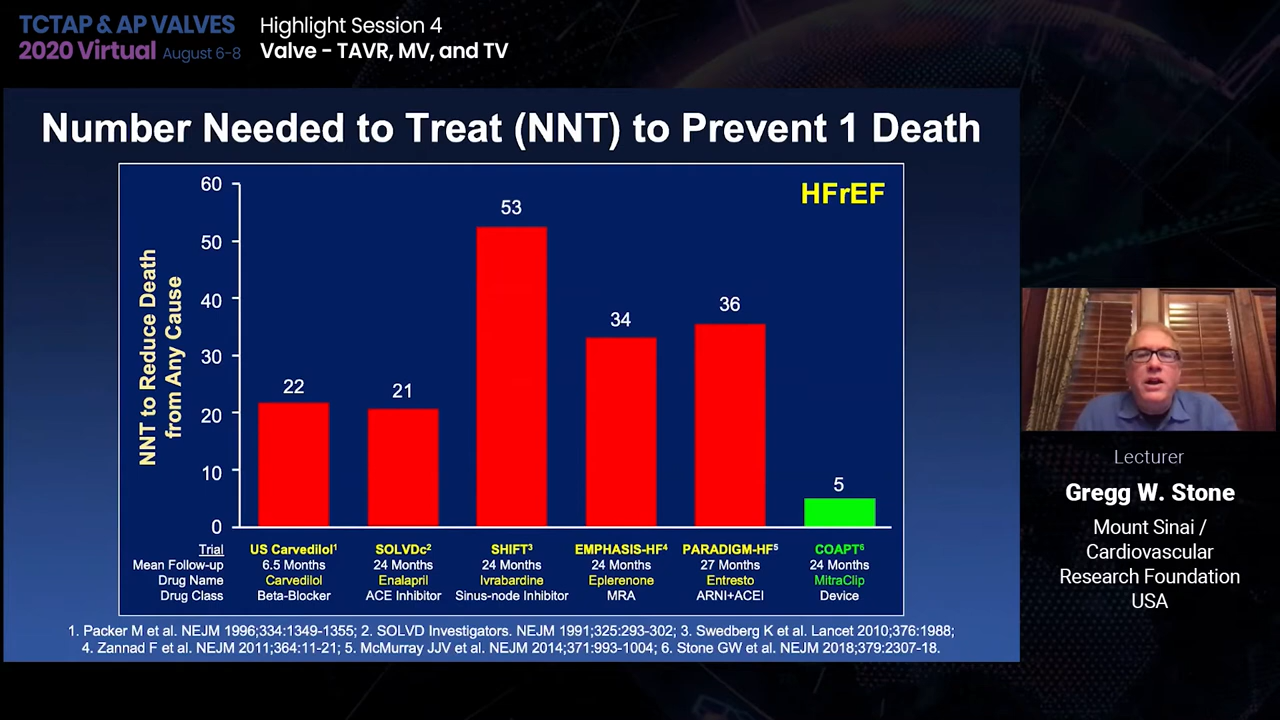 TCTAP & AP VALVES
2020 Virtual August 6-8
Highlight Session 4
Valve - TAVR, MV, and TV
Number Needed to Treat (NNT) to Prevent 1 Death
HFrEF
NNT to Reduce Death
from Any Cause
60
50
40
30
20
10
0
22
21
53
34
36
5
Trial US Carvedilol¹ SOLVDc² SHIFT³ EMPHASIS-HF⁴ PARADIGM-HF⁵ COAPT⁶
Mean Follow-up 6.5 Months 24 Months 24 Months 24 Months 27 Months 24 Months
Drug Name Carvedilol Enalapril Ivrabardine Eplerenone Entresto MitraClip
Drug Class Beta-Blocker ACE Inhibitor Sinus-node Inhibitor MRA ARNI+ACEI Device
1. Packer M et al. NEJM 1996;334:1349-1355; 2. SOLVD Investigators. NEJM 1991;325:293-302; 3. Swedberg K et al. Lancet 2010;376:1988;
4. Zannad F et al. NEJM 2011;364:11-21; 5. McMurray JJV et al. NEJM 2014;371:993-1004; 6. Stone GW et al. NEJM 2018;379:2307-18.
Lecturer
Gregg W. Stone
Mount Sinai /
Cardiovascular
Research Foundation
USA